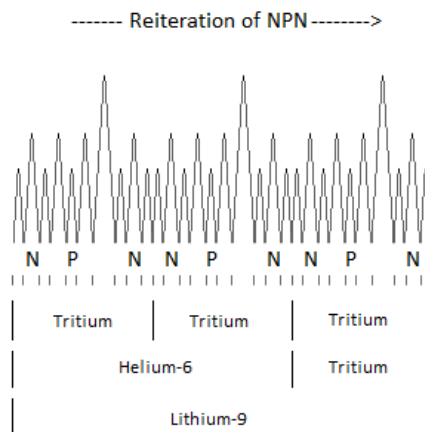 ------- Reiteration of NPN-------->
N P N N P N N P N
Tritium Tritium Tritium
Helium-6 Tritium
Lithium-9